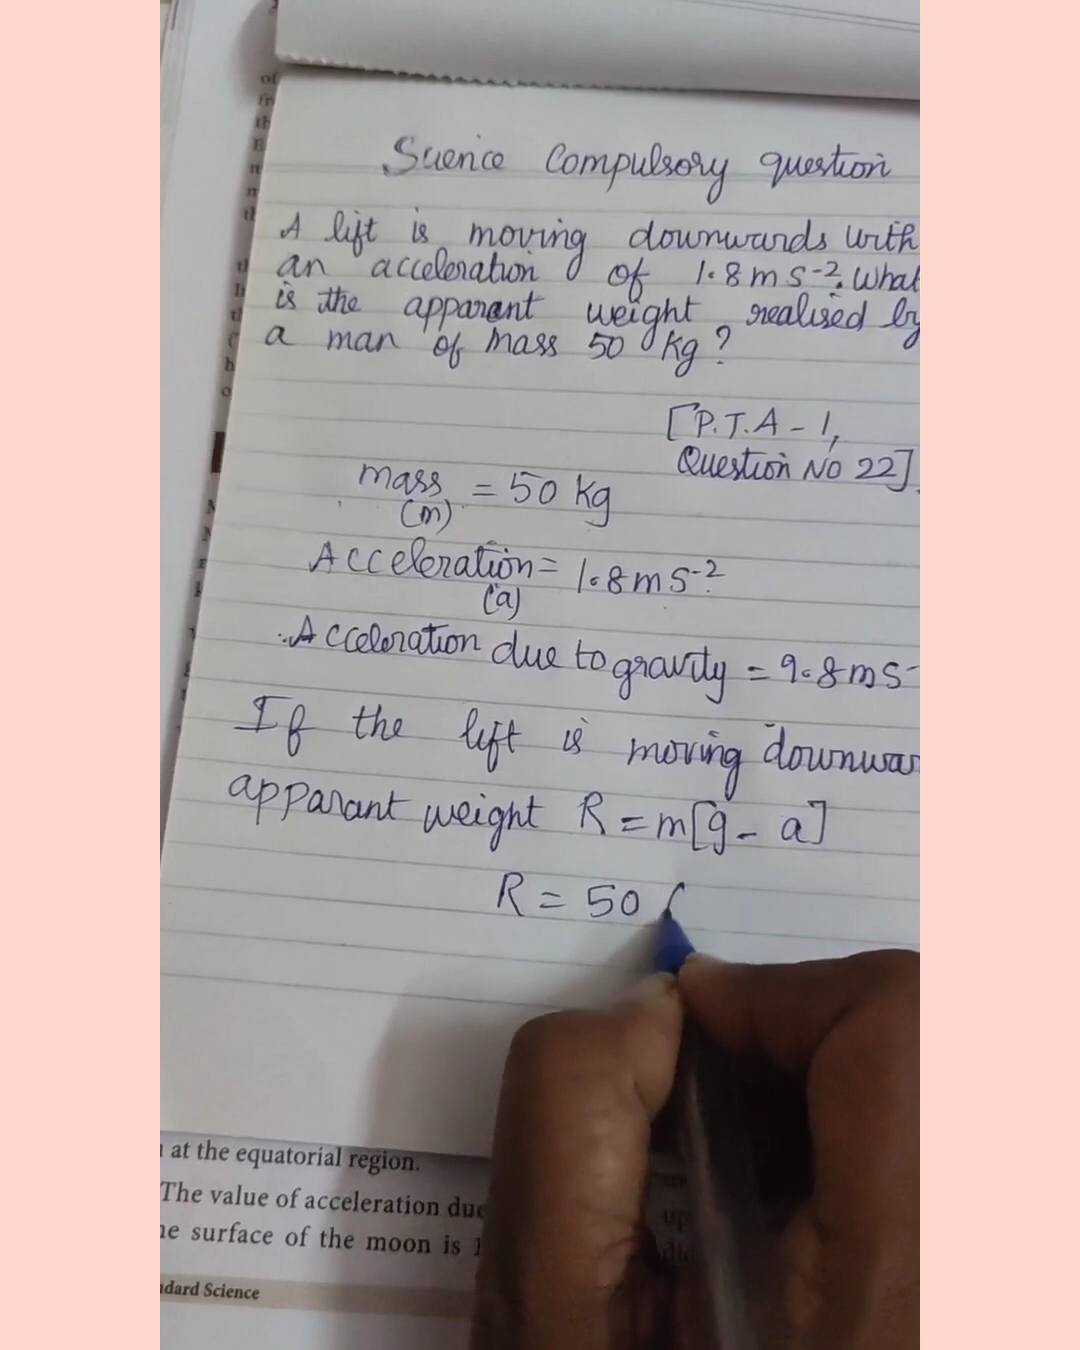 Science Compulsory question
A lift is moving downwards with
an acceleration of 1.8 m s⁻². What
is the apparent weight realised by
a man of mass 50 kg ?
[P.T.A - 1,
Question No 22]
mass = 50 kg
(m)
Acceleration = 1.8 m s⁻²
(a)
Acceleration due to gravity = 9.8 m s⁻
If the lift is moving downwar
apparant weight R = m[g - a]
R = 50 (
at the equatorial region.
The value of acceleration due
surface of the moon is 1
dard Science